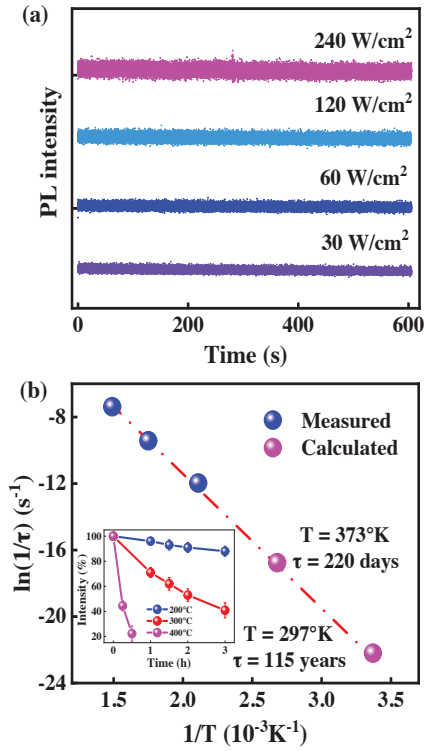 (a)
240 W/cm²
120 W/cm²
60 W/cm²
30 W/cm²
PL intensity
0 200 400 600
Time (s)
(b)
-8
-12
-16
-20
-24
ln(1/τ) (s⁻¹)
Measured
Calculated
T = 373°K
τ = 220 days
T = 297°K
τ = 115 years
100
80
60
40
20
Intensity (%)
200°C
300°C
400°C
0 1 2 3
Time (h)
1.5 2.0 2.5 3.0 3.5
1/T (10⁻³K⁻¹)